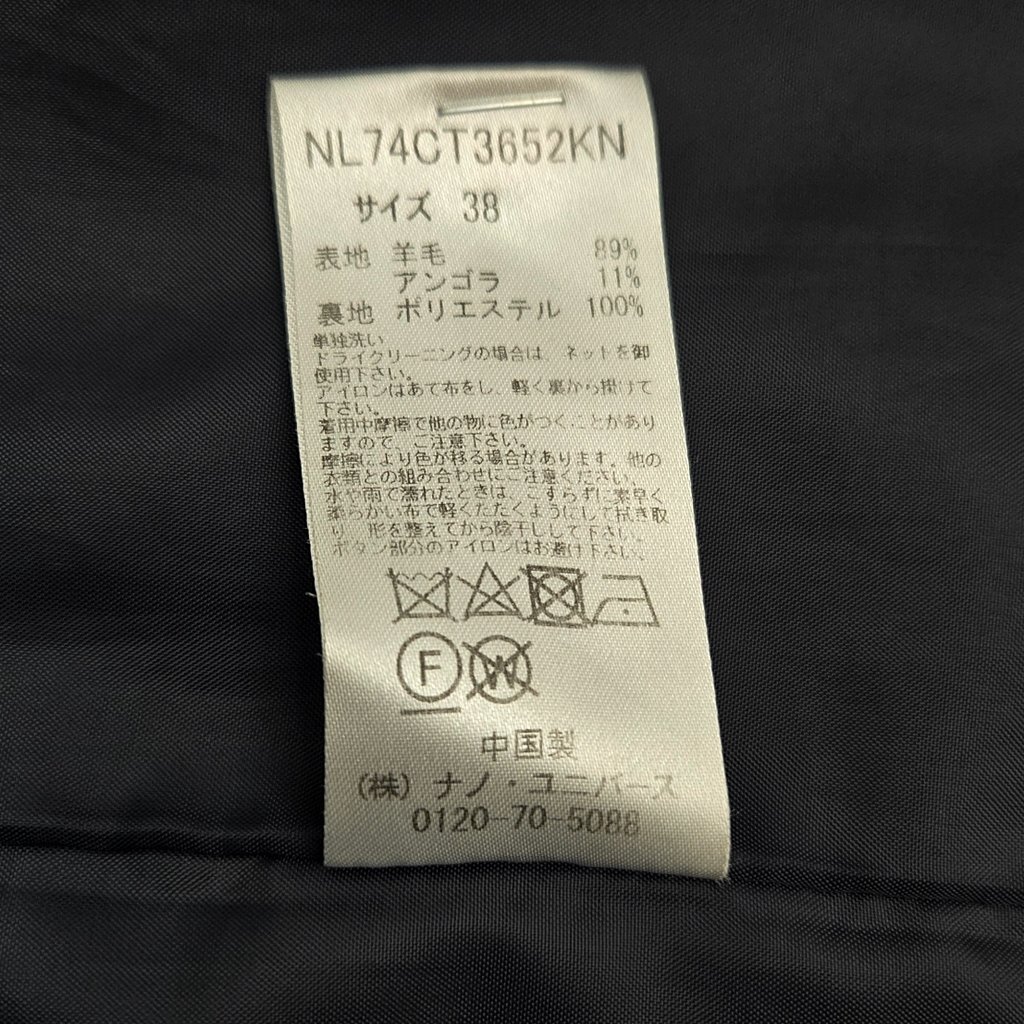 NL74CT3652KN
サイズ 38
表地 羊毛 89%
アンゴラ 11%
裏地 ポリエステル 100%
単独洗い
ドライクリーニングの場合は、ネットを御
使用下さい。
アイロンはあて布をし、軽く裏から掛けて
下さい。
着用中摩擦で他の物に色がつくことがあり
ますので、ご注意下さい。
摩擦により色が移る場合があります。他の
衣類との組み合わせにご注意ください。
水や雨で濡れたときは、こすらずに素早く
柔らかい布で軽くたたくようにして拭き取
り、形を整えてから陰干しして下さい。
ボタン部分のアイロンはお避け下さい。
F W
中国製
(株) ナノ・ユニバース
0120-70-5088